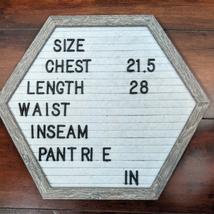 SIZE
CHEST 21.5
LENGTH 28
WAIST
INSEAM
PANT RI E
IN